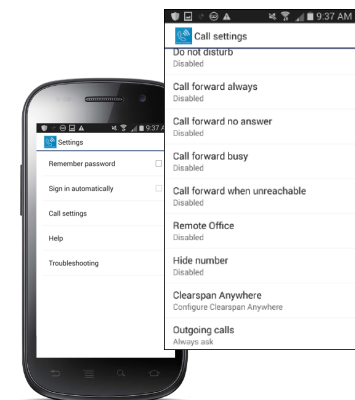 9:37 A
Settings
Remember password
Sign in automatically
Call settings
Help
Troubleshooting
9:37 AM
Call settings
Do not disturb
Disabled
Call forward always
Disabled
Call forward no answer
Disabled
Call forward busy
Disabled
Call forward when unreachable
Disabled
Remote Office
Disabled
Hide number
Disabled
Clearspan Anywhere
Configure Clearspan Anywhere
Outgoing calls
Always ask